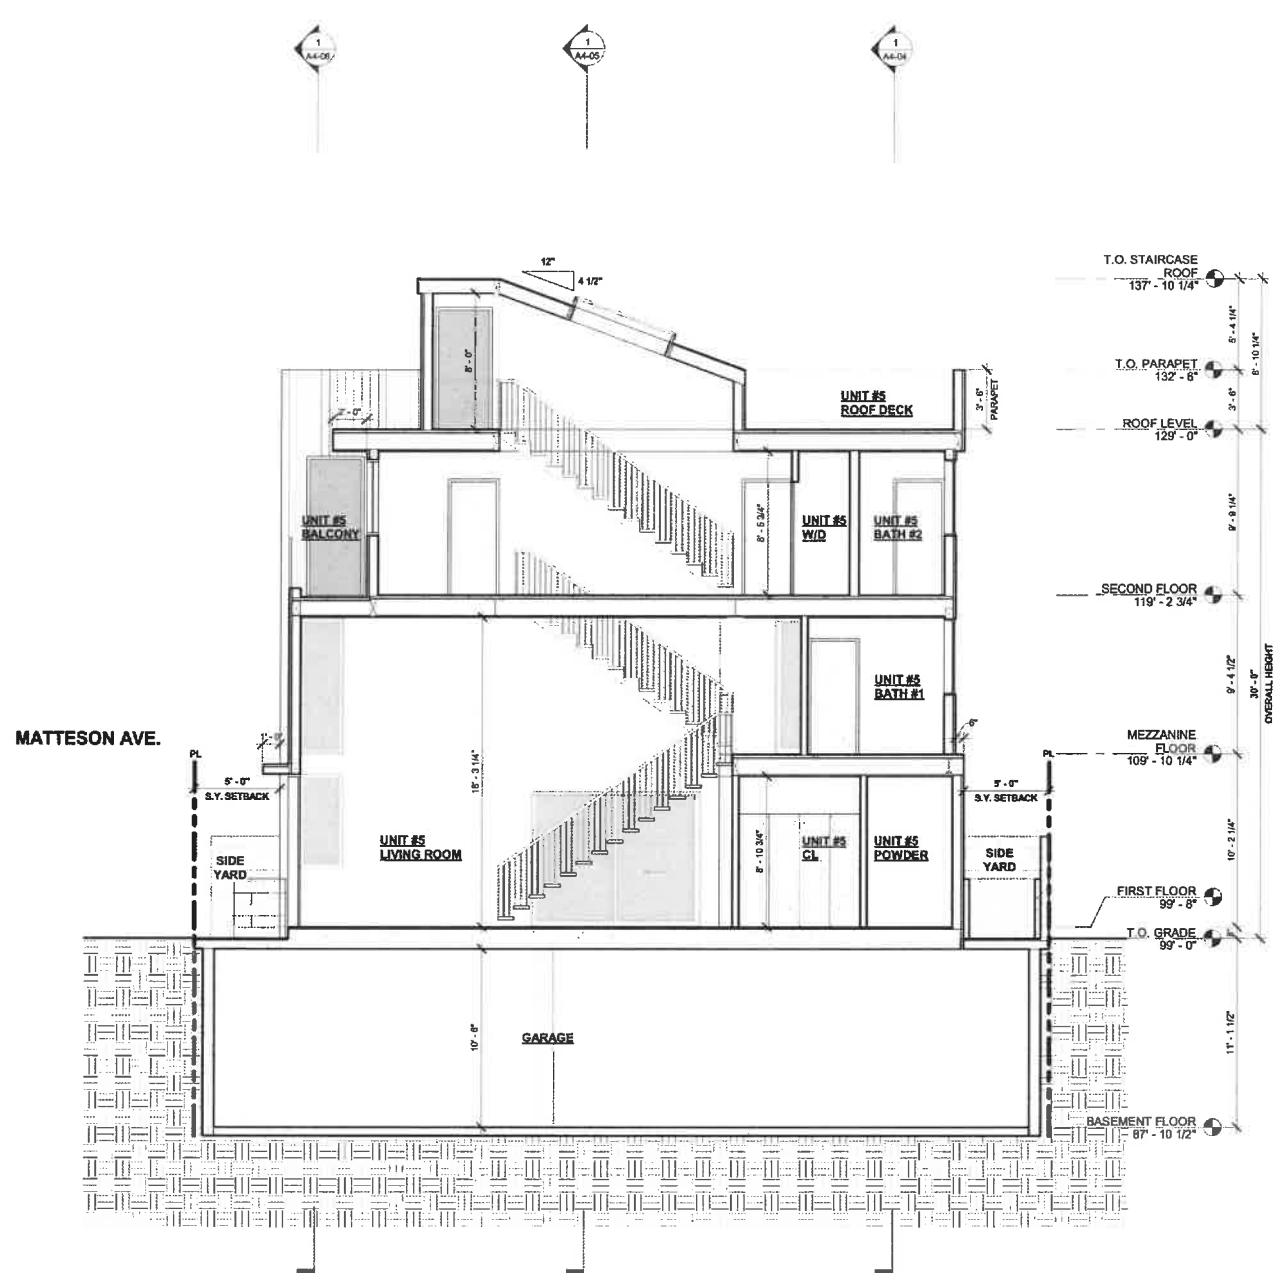 1
A4-06
1
A4-05
1
A4-04
12"
4 1/2"
T.O. STAIRCASE
ROOF
137' - 10 1/4"
5' - 4 1/4"
8' - 10 1/4"
T.O. PARAPET
132' - 6"
8' - 0"
3' - 6"
PARAPET
3' - 6"
UNIT #5
ROOF DECK
ROOF LEVEL
129' - 0"
UNIT #5
BALCONY
8' - 5 3/4"
UNIT #5
W/D
UNIT #5
BATH #2
9' - 9 1/4"
SECOND FLOOR
119' - 2 3/4"
UNIT #5
BATH #1
9' - 4 1/2"
30' - 0"
OVERALL HEIGHT
MATTESON AVE.
6"
MEZZANINE
FLOOR
109' - 10 1/4"
PL
PL
18' - 3 1/4"
5' - 0"
S.Y. SETBACK
5' - 0"
S.Y. SETBACK
10' - 2 1/4"
UNIT #5
LIVING ROOM
8' - 10 3/4"
UNIT #5
CL
UNIT #5
POWDER
SIDE
YARD
SIDE
YARD
FIRST FLOOR
99' - 8"
T.O. GRADE
99' - 0"
10' - 6"
GARAGE
11' - 1 1/2"
BASEMENT FLOOR
87' - 10 1/2"